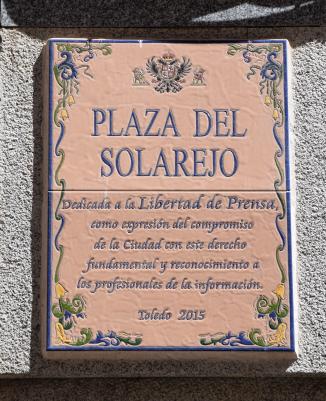 PLAZA DEL
SOLAREJO
Dedicada a la Libertad de Prensa,
como expresión del compromiso
de la Ciudad con este derecho
fundamental y reconocimiento a
los profesionales de la información.
Toledo 2015